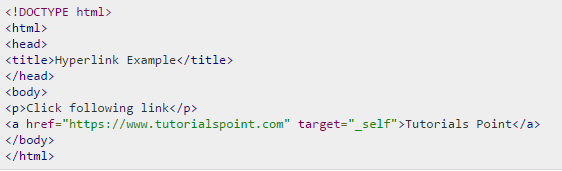 <!DOCTYPE html>
<html>
<head>
<title>Hyperlink Example</title>
</head>
<body>
<p>Click following link</p>
<a href="https://www.tutorialspoint.com" target="_self">Tutorials Point</a>
</body>
</html>